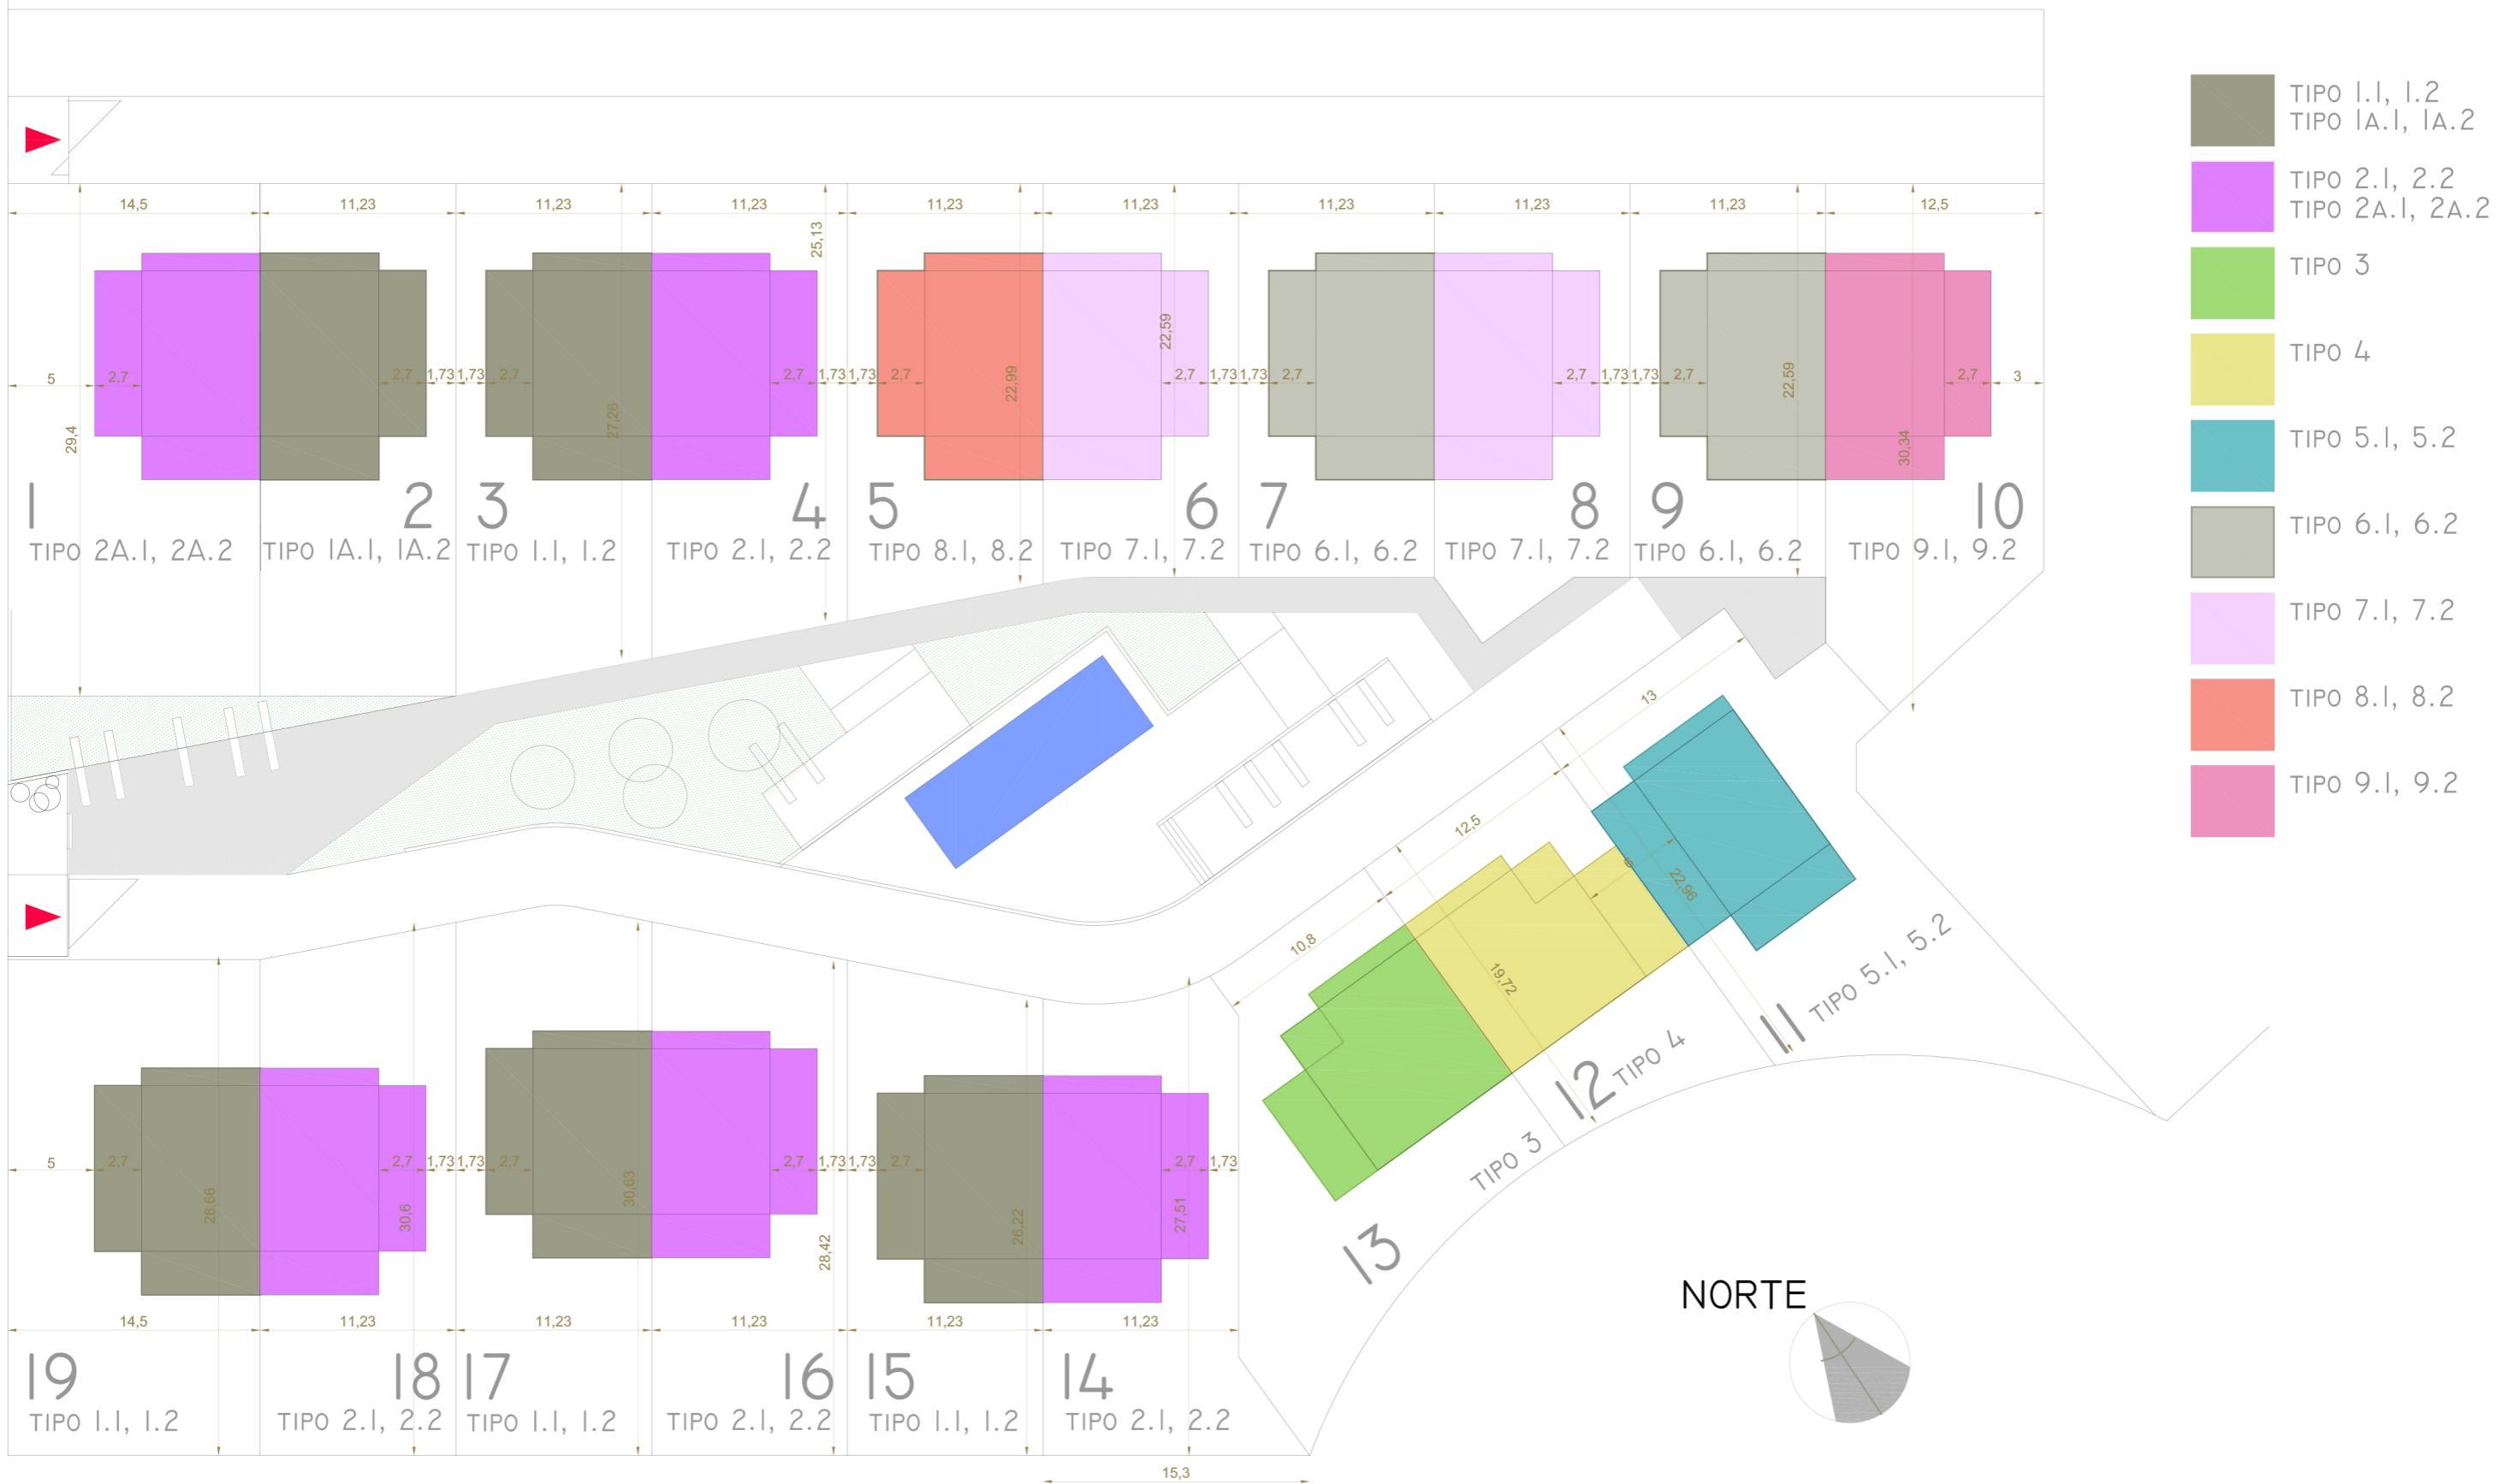 TIPO 1.1, 1.2
TIPO 1A.1, 1A.2
TIPO 2.1, 2.2
TIPO 2A.1, 2A.2
TIPO 3
TIPO 4
TIPO 5.1, 5.2
TIPO 6.1, 6.2
TIPO 7.1, 7.2
TIPO 8.1, 8.2
TIPO 9.1, 9.2
14,5 11,23 11,23 11,23 11,23 11,23 11,23 11,23 11,23 12,5
25,13
22,59
5 2,7 2,7 1,73 1,73 2,7 2,7 1,73 1,73 2,7 2,7 1,73 1,73 2,7 2,7 1,73 1,73 2,7 2,7 3
22,99
22,59
29,4
27,26
30,34
1 2 3 4 5 6 7 8 9 10
TIPO 2A.1, 2A.2 TIPO 1A.1, 1A.2 TIPO 1.1, 1.2 TIPO 2.1, 2.2 TIPO 8.1, 8.2 TIPO 7.1, 7.2 TIPO 6.1, 6.2 TIPO 7.1, 7.2 TIPO 6.1, 6.2 TIPO 9.1, 9.2
13
12,5
10,8
6
22,96
19,72
11 TIPO 5.1, 5.2
12 TIPO 4
TIPO 3
13
5 2,7 2,7 1,73 1,73 2,7 2,7 1,73 1,73 2,7 2,7 1,73
28,66
30,6
30,63
28,42
26,22
27,51
14,5 11,23 11,23 11,23 11,23 11,23
19 18 17 16 15 14
TIPO 1.1, 1.2 TIPO 2.1, 2.2 TIPO 1.1, 1.2 TIPO 2.1, 2.2 TIPO 1.1, 1.2 TIPO 2.1, 2.2
15,3
NORTE